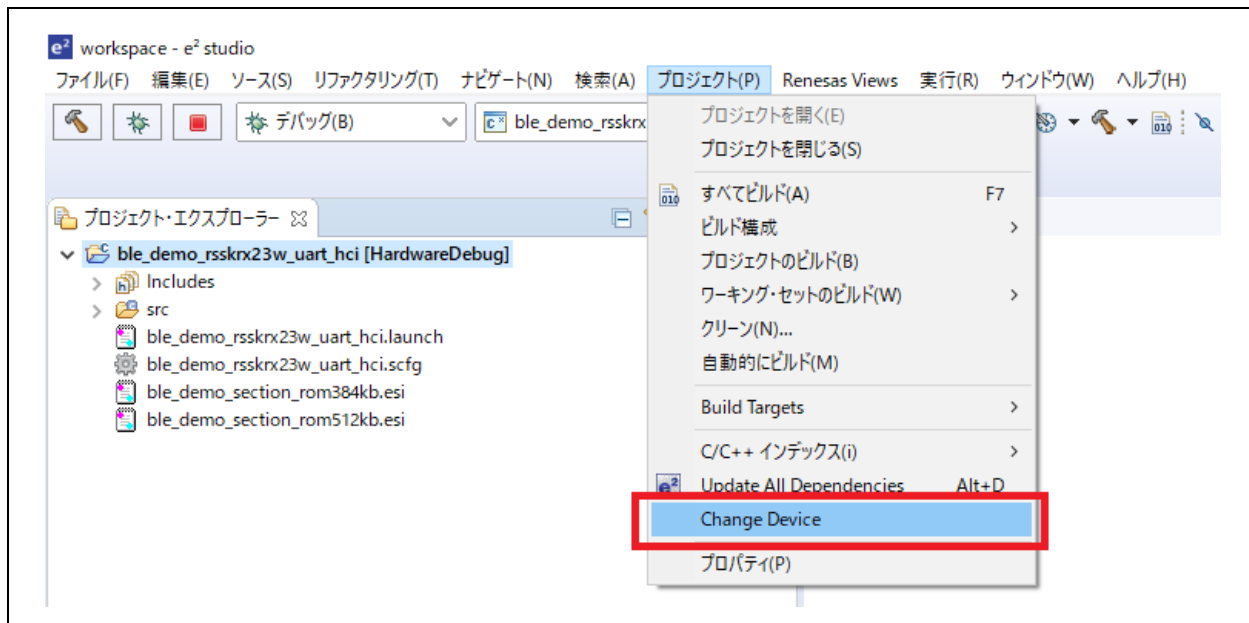 e² workspace - e² studio
ファイル(F) 編集(E) ソース(S) リファクタリング(T) ナビゲート(N) 検索(A) プロジェクト(P) Renesas Views 実行(R) ウィンドウ(W) ヘルプ(H)
デバッグ(B) ble_demo_rsskrx
プロジェクトを開く(E)
プロジェクトを閉じる(S)
すべてビルド(A) F7
ビルド構成
プロジェクトのビルド(B)
ワーキング・セットのビルド(W)
クリーン(N)...
自動的にビルド(M)
Build Targets
C/C++ インデックス(i)
Update All Dependencies Alt+D
Change Device
プロパティ(P)
プロジェクト・エクスプローラー
ble_demo_rsskrx23w_uart_hci [HardwareDebug]
Includes
src
ble_demo_rsskrx23w_uart_hci.launch
ble_demo_rsskrx23w_uart_hci.scfg
ble_demo_section_rom384kb.esi
ble_demo_section_rom512kb.esi